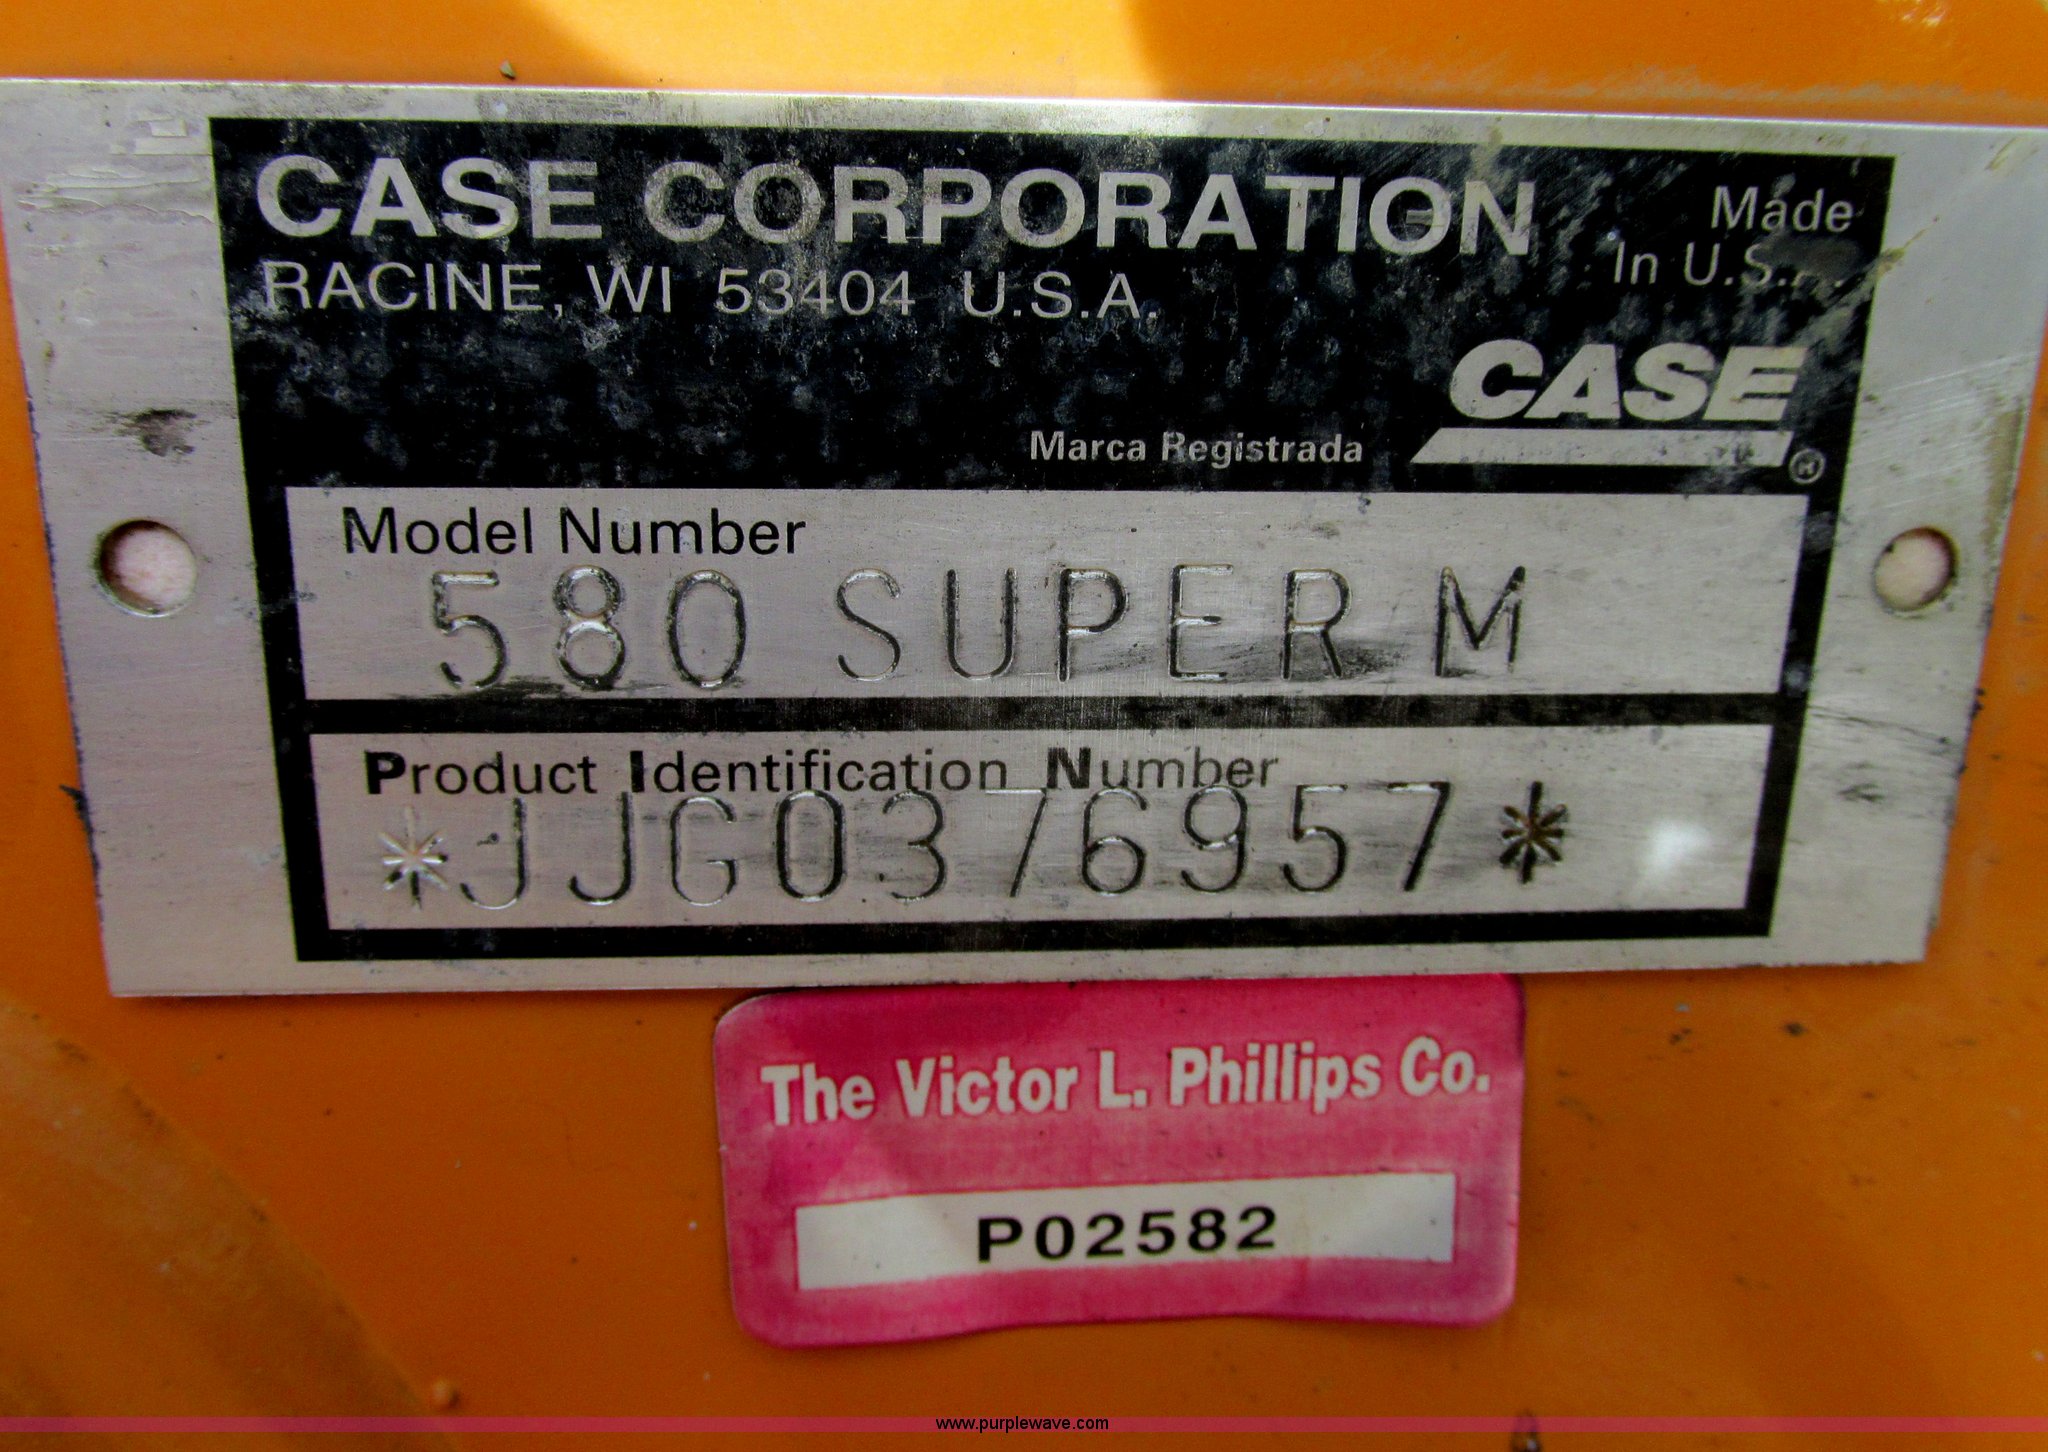 CASE CORPORATION
RACINE, WI 53404 U.S.A.
Made
In U.S.A.
CASE
Marca Registrada
®
Model Number
580 SUPER M
Product Identification Number
*JJG0376957*
The Victor L. Phillips Co.
P02582
www.purplewave.com